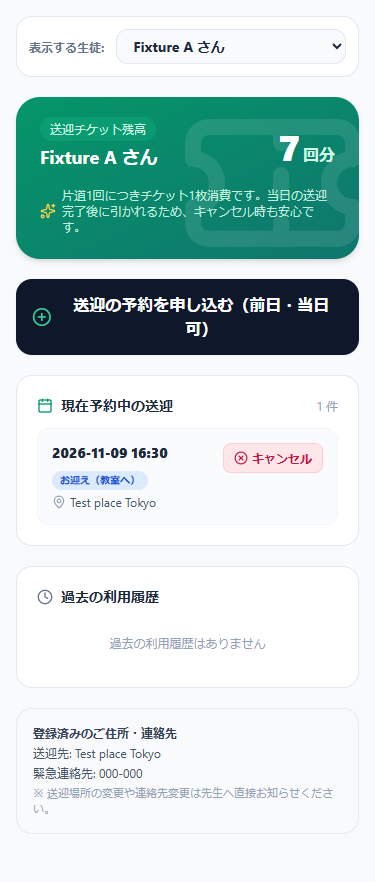 表示する生徒:
Fixture A さん
送迎チケット残高
Fixture A さん
7 回分
片道1回につきチケット1枚消費です。当日の送迎
完了後に引かれるため、キャンセル時も安心で
す。
送迎の予約を申し込む（前日・当日
可）
現在予約中の送迎
1 件
2026-11-09 16:30
キャンセル
お迎え（教室へ）
Test place Tokyo
過去の利用履歴
過去の利用履歴はありません
登録済みのご住所・連絡先
送迎先: Test place Tokyo
緊急連絡先: 000-000
※ 送迎場所の変更や連絡先変更は先生へ直接お知らせくださ
い。